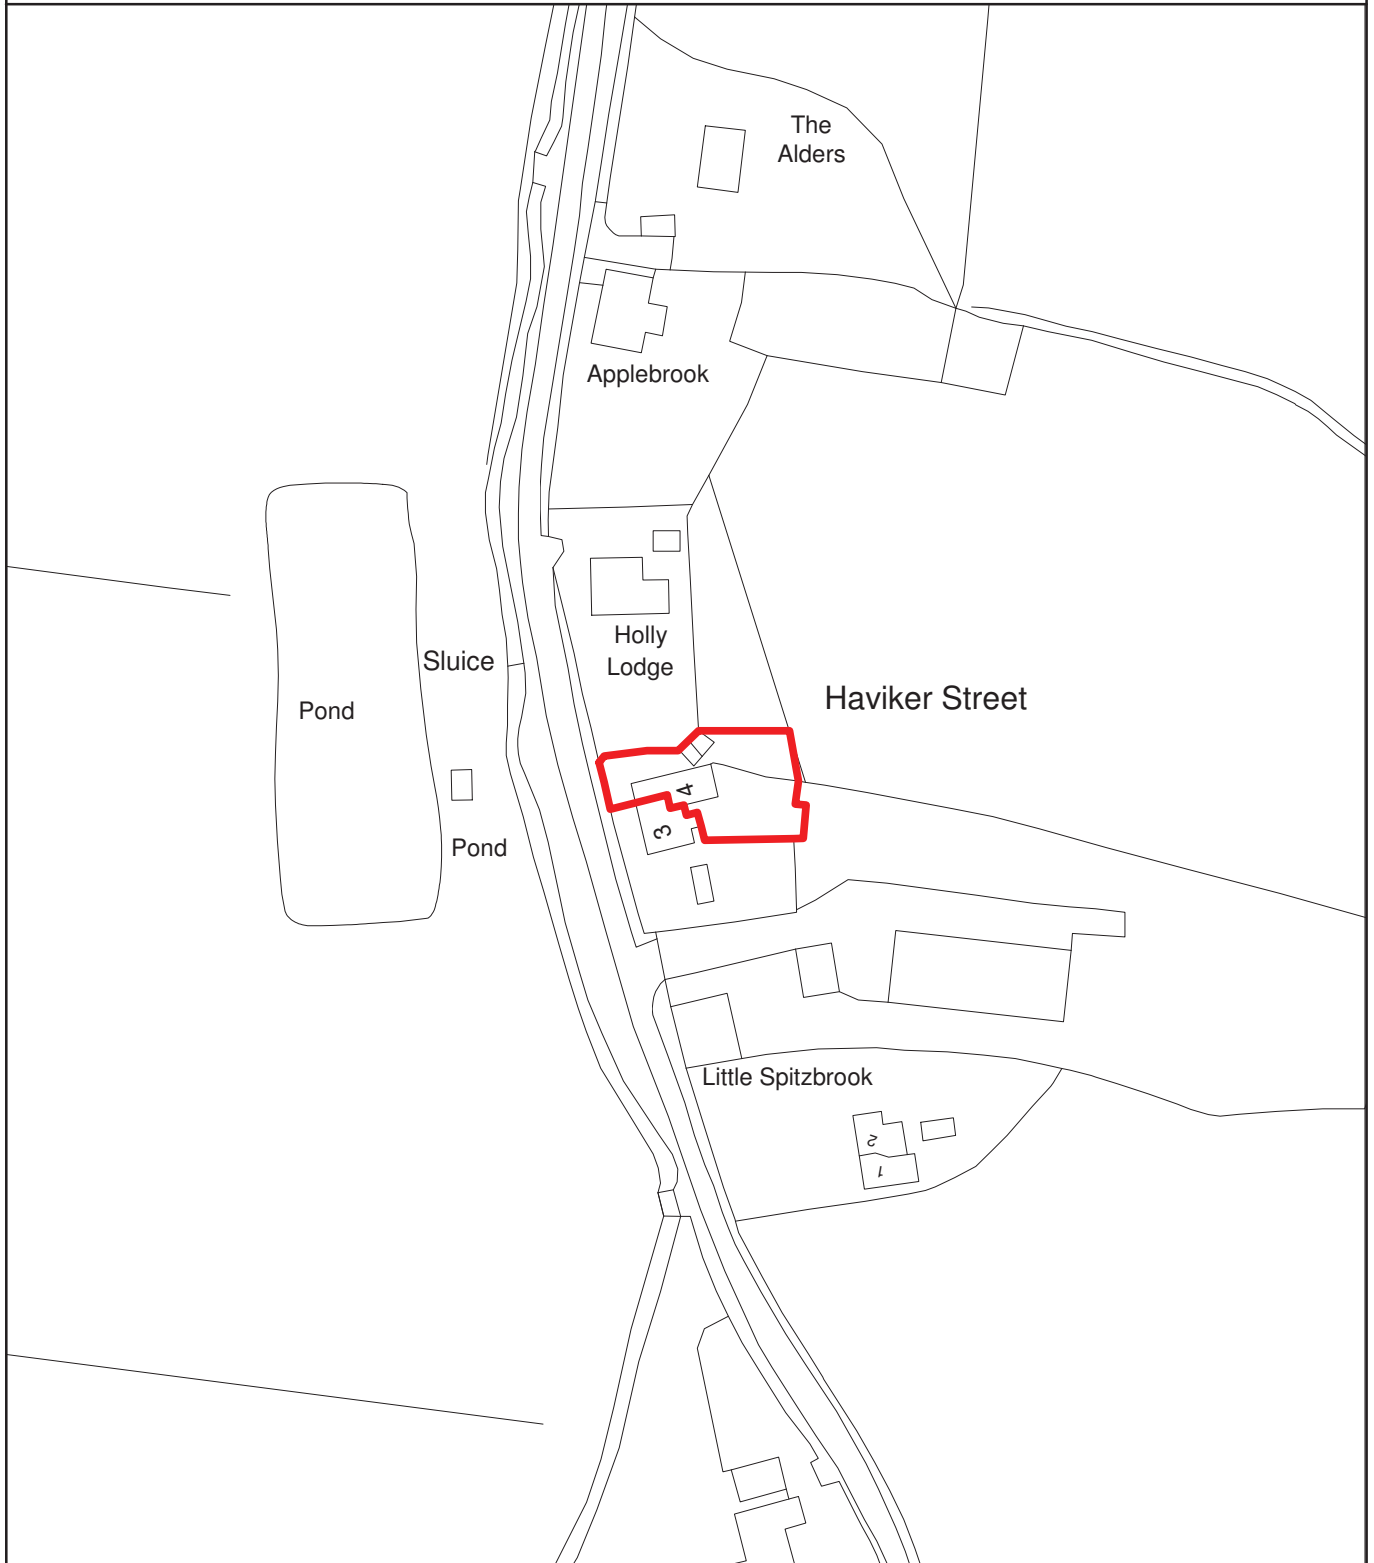 The
Alders
Applebrook
Holly
Lodge
Sluice
Haviker Street
Pond
4
3
Pond
Little Spitzbrook
2
1